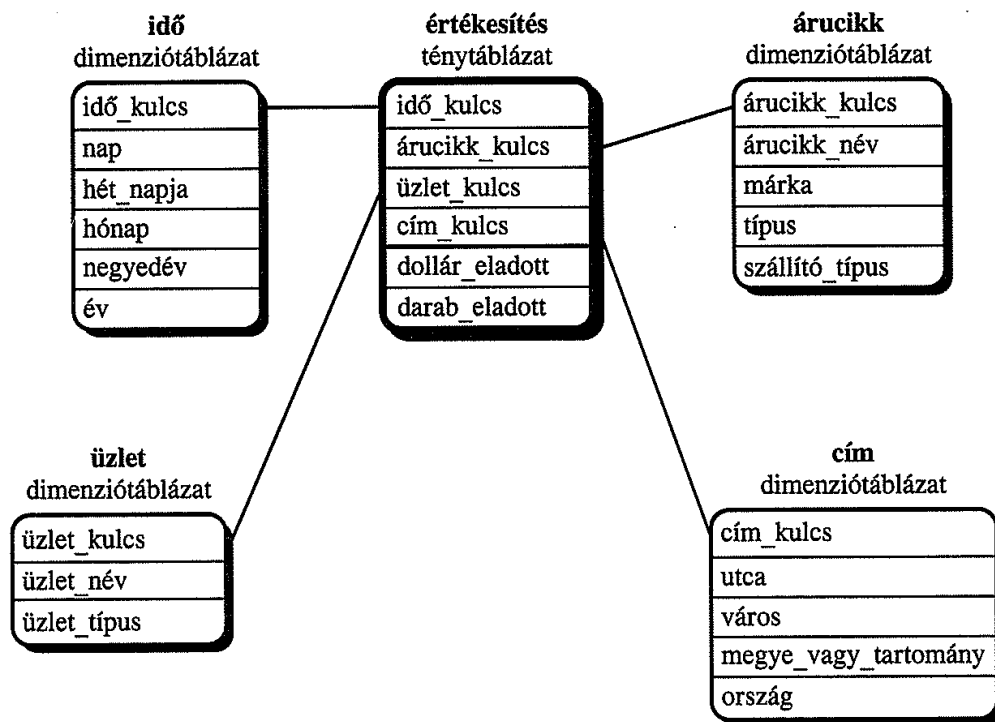 idő
dimenziótáblázat
idő_kulcs
nap
hét_napja
hónap
negyedév
év
értékesítés
ténytáblázat
idő_kulcs
árucikk_kulcs
üzlet_kulcs
cím_kulcs
dollár_eladott
darab_eladott
árucikk
dimenziótáblázat
árucikk_kulcs
árucikk_név
márka
típus
szállító_típus
üzlet
dimenziótáblázat
üzlet_kulcs
üzlet_név
üzlet_típus
cím
dimenziótáblázat
cím_kulcs
utca
város
megye_vagy_tartomány
ország